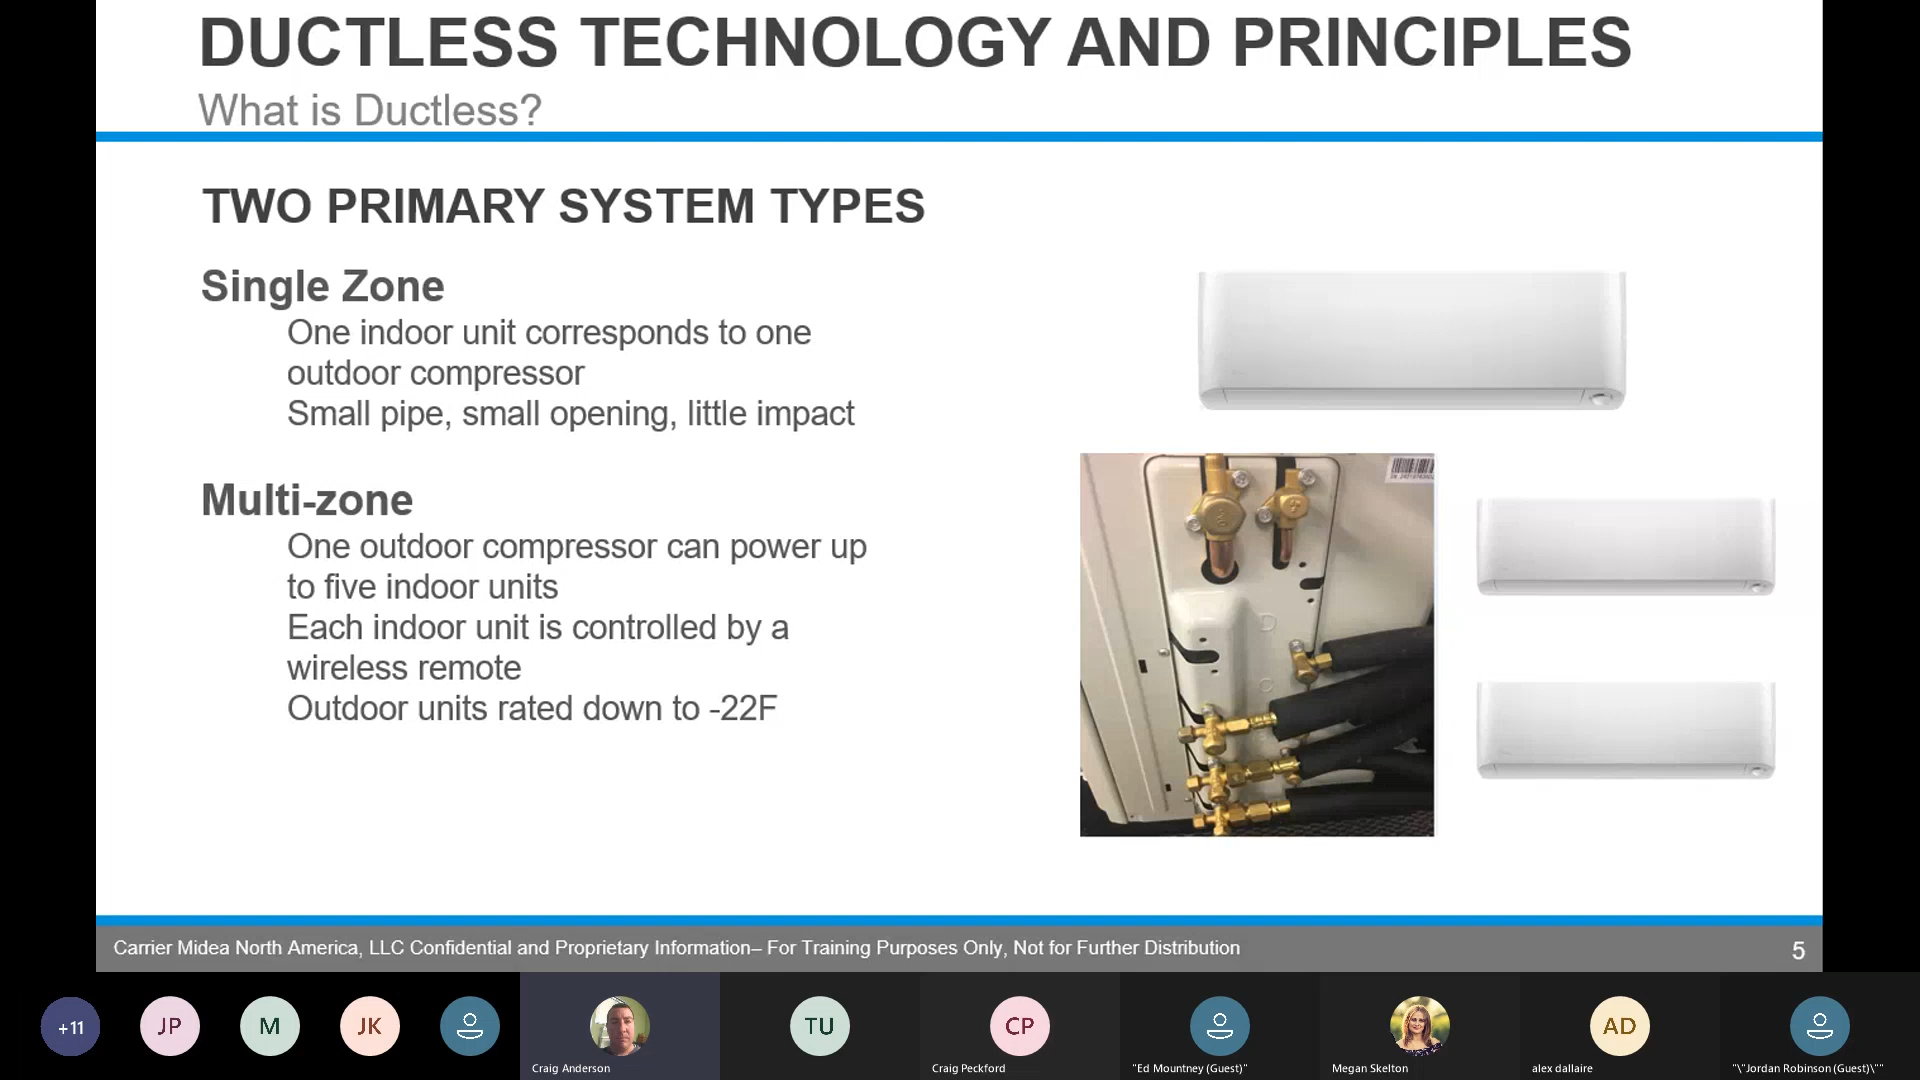 DUCTLESS TECHNOLOGY AND PRINCIPLES
What is Ductless?
TWO PRIMARY SYSTEM TYPES
Single Zone
One indoor unit corresponds to one
outdoor compressor
Small pipe, small opening, little impact
Multi-zone
One outdoor compressor can power up
to five indoor units
Each indoor unit is controlled by a
wireless remote
Outdoor units rated down to -22F
Carrier Midea North America, LLC Confidential and Proprietary Information– For Training Purposes Only, Not for Further Distribution
5
+11
JP
M
JK
TU
CP
AD
Craig Anderson
Craig Peckford
"Ed Mountney (Guest)"
Megan Skelton
alex dallaire
"\"Jordan Robinson (Guest)\""